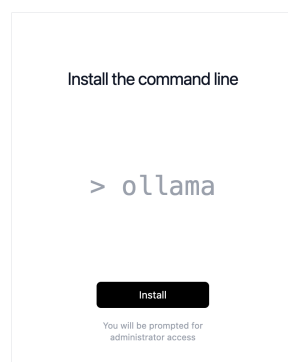 Install the command line
> ollama
Install
You will be prompted for
administrator access